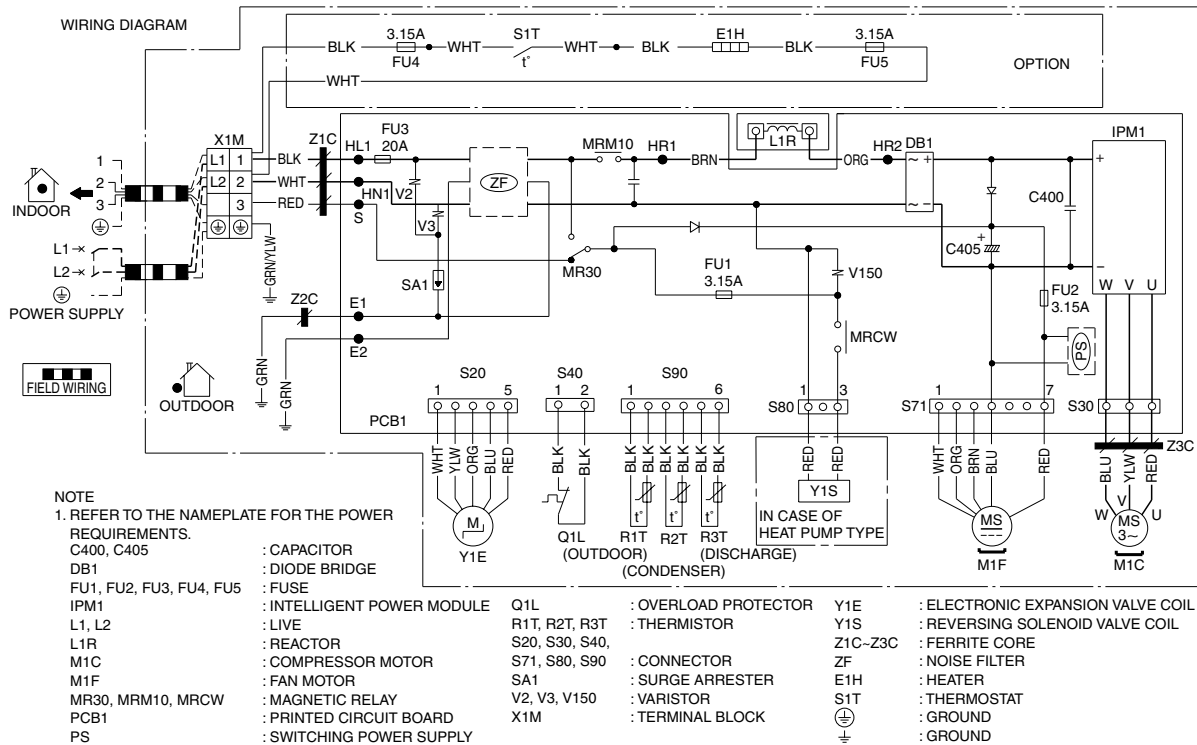 WIRING DIAGRAM
3.15A S1T E1H 3.15A
BLK WHT WHT BLK BLK
FU4 t° FU5
OPTION
WHT
X1M Z1C HL1 FU3 20A
MRM10 HR1 BRN L1R ORG HR2 DB1 IPM1
L1 1 BLK
L2 2 WHT HN1 V2 ZF
3 RED S V3
1
2
3
INDOOR
~ +
~ −
C400
+
C405
+
−
L1
L2
POWER SUPPLY
GRN/YLW
SA1
MR30
FU1
3.15A
V150
MRCW
FU2
3.15A
PS
W V U
Z2C E1
E2
GRN
GRN
FIELD WIRING
OUTDOOR
PCB1
S20
1 5
S40
1 2
S90
1 6
S80 1 3
S71 1 7
S30
Z3C
WHT YLW ORG BLU RED
BLK BLK
BLK BLK BLK BLK BLK BLK
RED RED
WHT ORG BRN BLU RED
BLU YLW RED
M
Y1E
Q1L
t° t° t°
R1T R2T R3T
(OUTDOOR) (DISCHARGE)
(CONDENSER)
Y1S
IN CASE OF
HEAT PUMP TYPE
MS
M1F
W V U
MS
3~
M1C
NOTE
1. REFER TO THE NAMEPLATE FOR THE POWER
REQUIREMENTS.
C400, C405 : CAPACITOR
DB1 : DIODE BRIDGE
FU1, FU2, FU3, FU4, FU5 : FUSE
IPM1 : INTELLIGENT POWER MODULE
L1, L2 : LIVE
L1R : REACTOR
M1C : COMPRESSOR MOTOR
M1F : FAN MOTOR
MR30, MRM10, MRCW : MAGNETIC RELAY
PCB1 : PRINTED CIRCUIT BOARD
PS : SWITCHING POWER SUPPLY
Q1L : OVERLOAD PROTECTOR
R1T, R2T, R3T : THERMISTOR
S20, S30, S40,
S71, S80, S90 : CONNECTOR
SA1 : SURGE ARRESTER
V2, V3, V150 : VARISTOR
X1M : TERMINAL BLOCK
Y1E : ELECTRONIC EXPANSION VALVE COIL
Y1S : REVERSING SOLENOID VALVE COIL
Z1C~Z3C : FERRITE CORE
ZF : NOISE FILTER
E1H : HEATER
S1T : THERMOSTAT
: GROUND
: GROUND